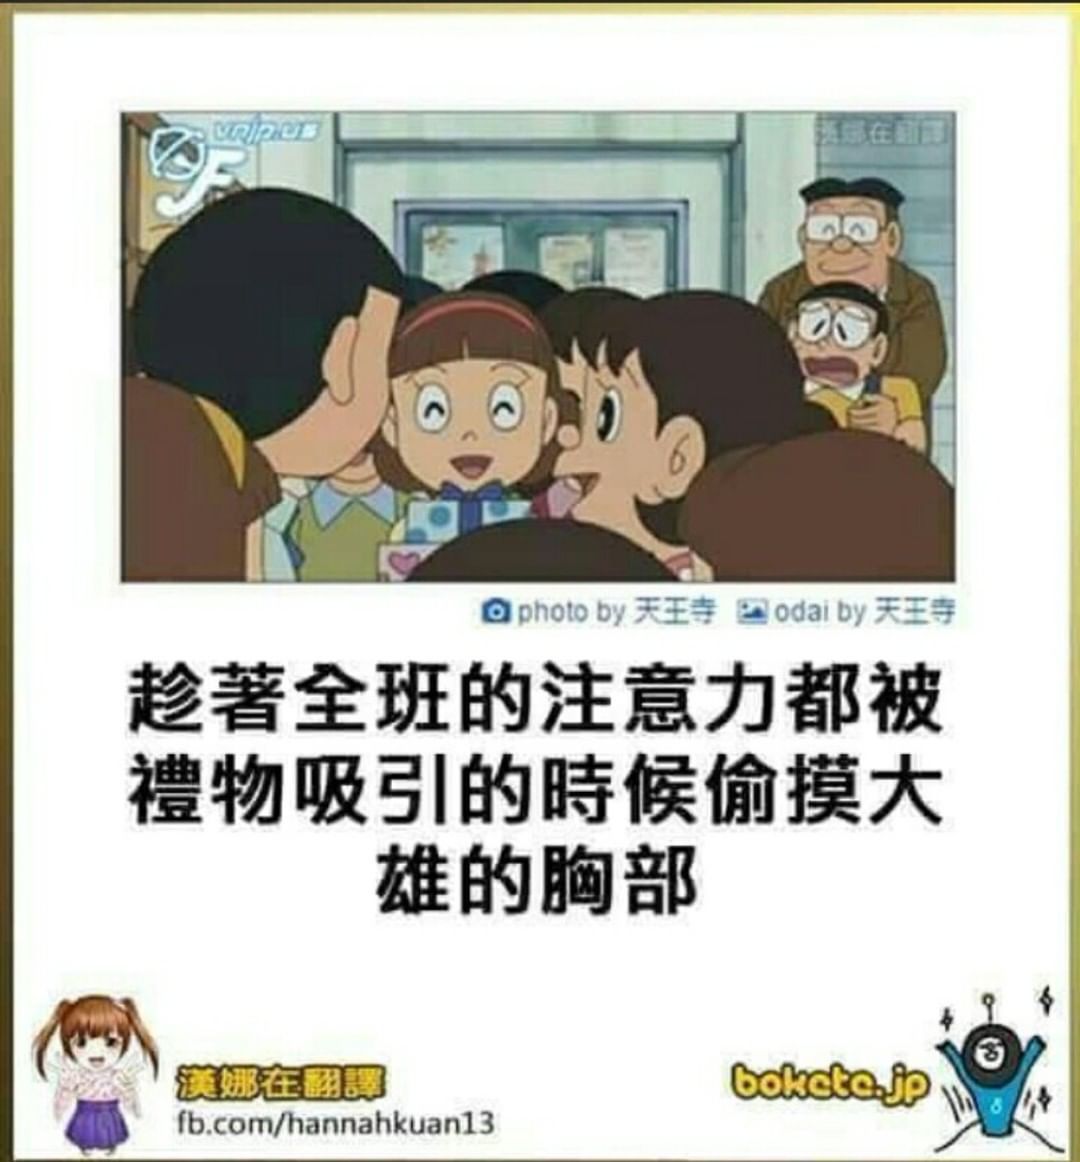 vnjp.us
漢娜在翻譯
photo by 天王寺 odai by 天王寺
趁著全班的注意力都被
禮物吸引的時候偷摸大
雄的胸部
漢娜在翻譯
fb.com/hannahkuan13
bokete.jp